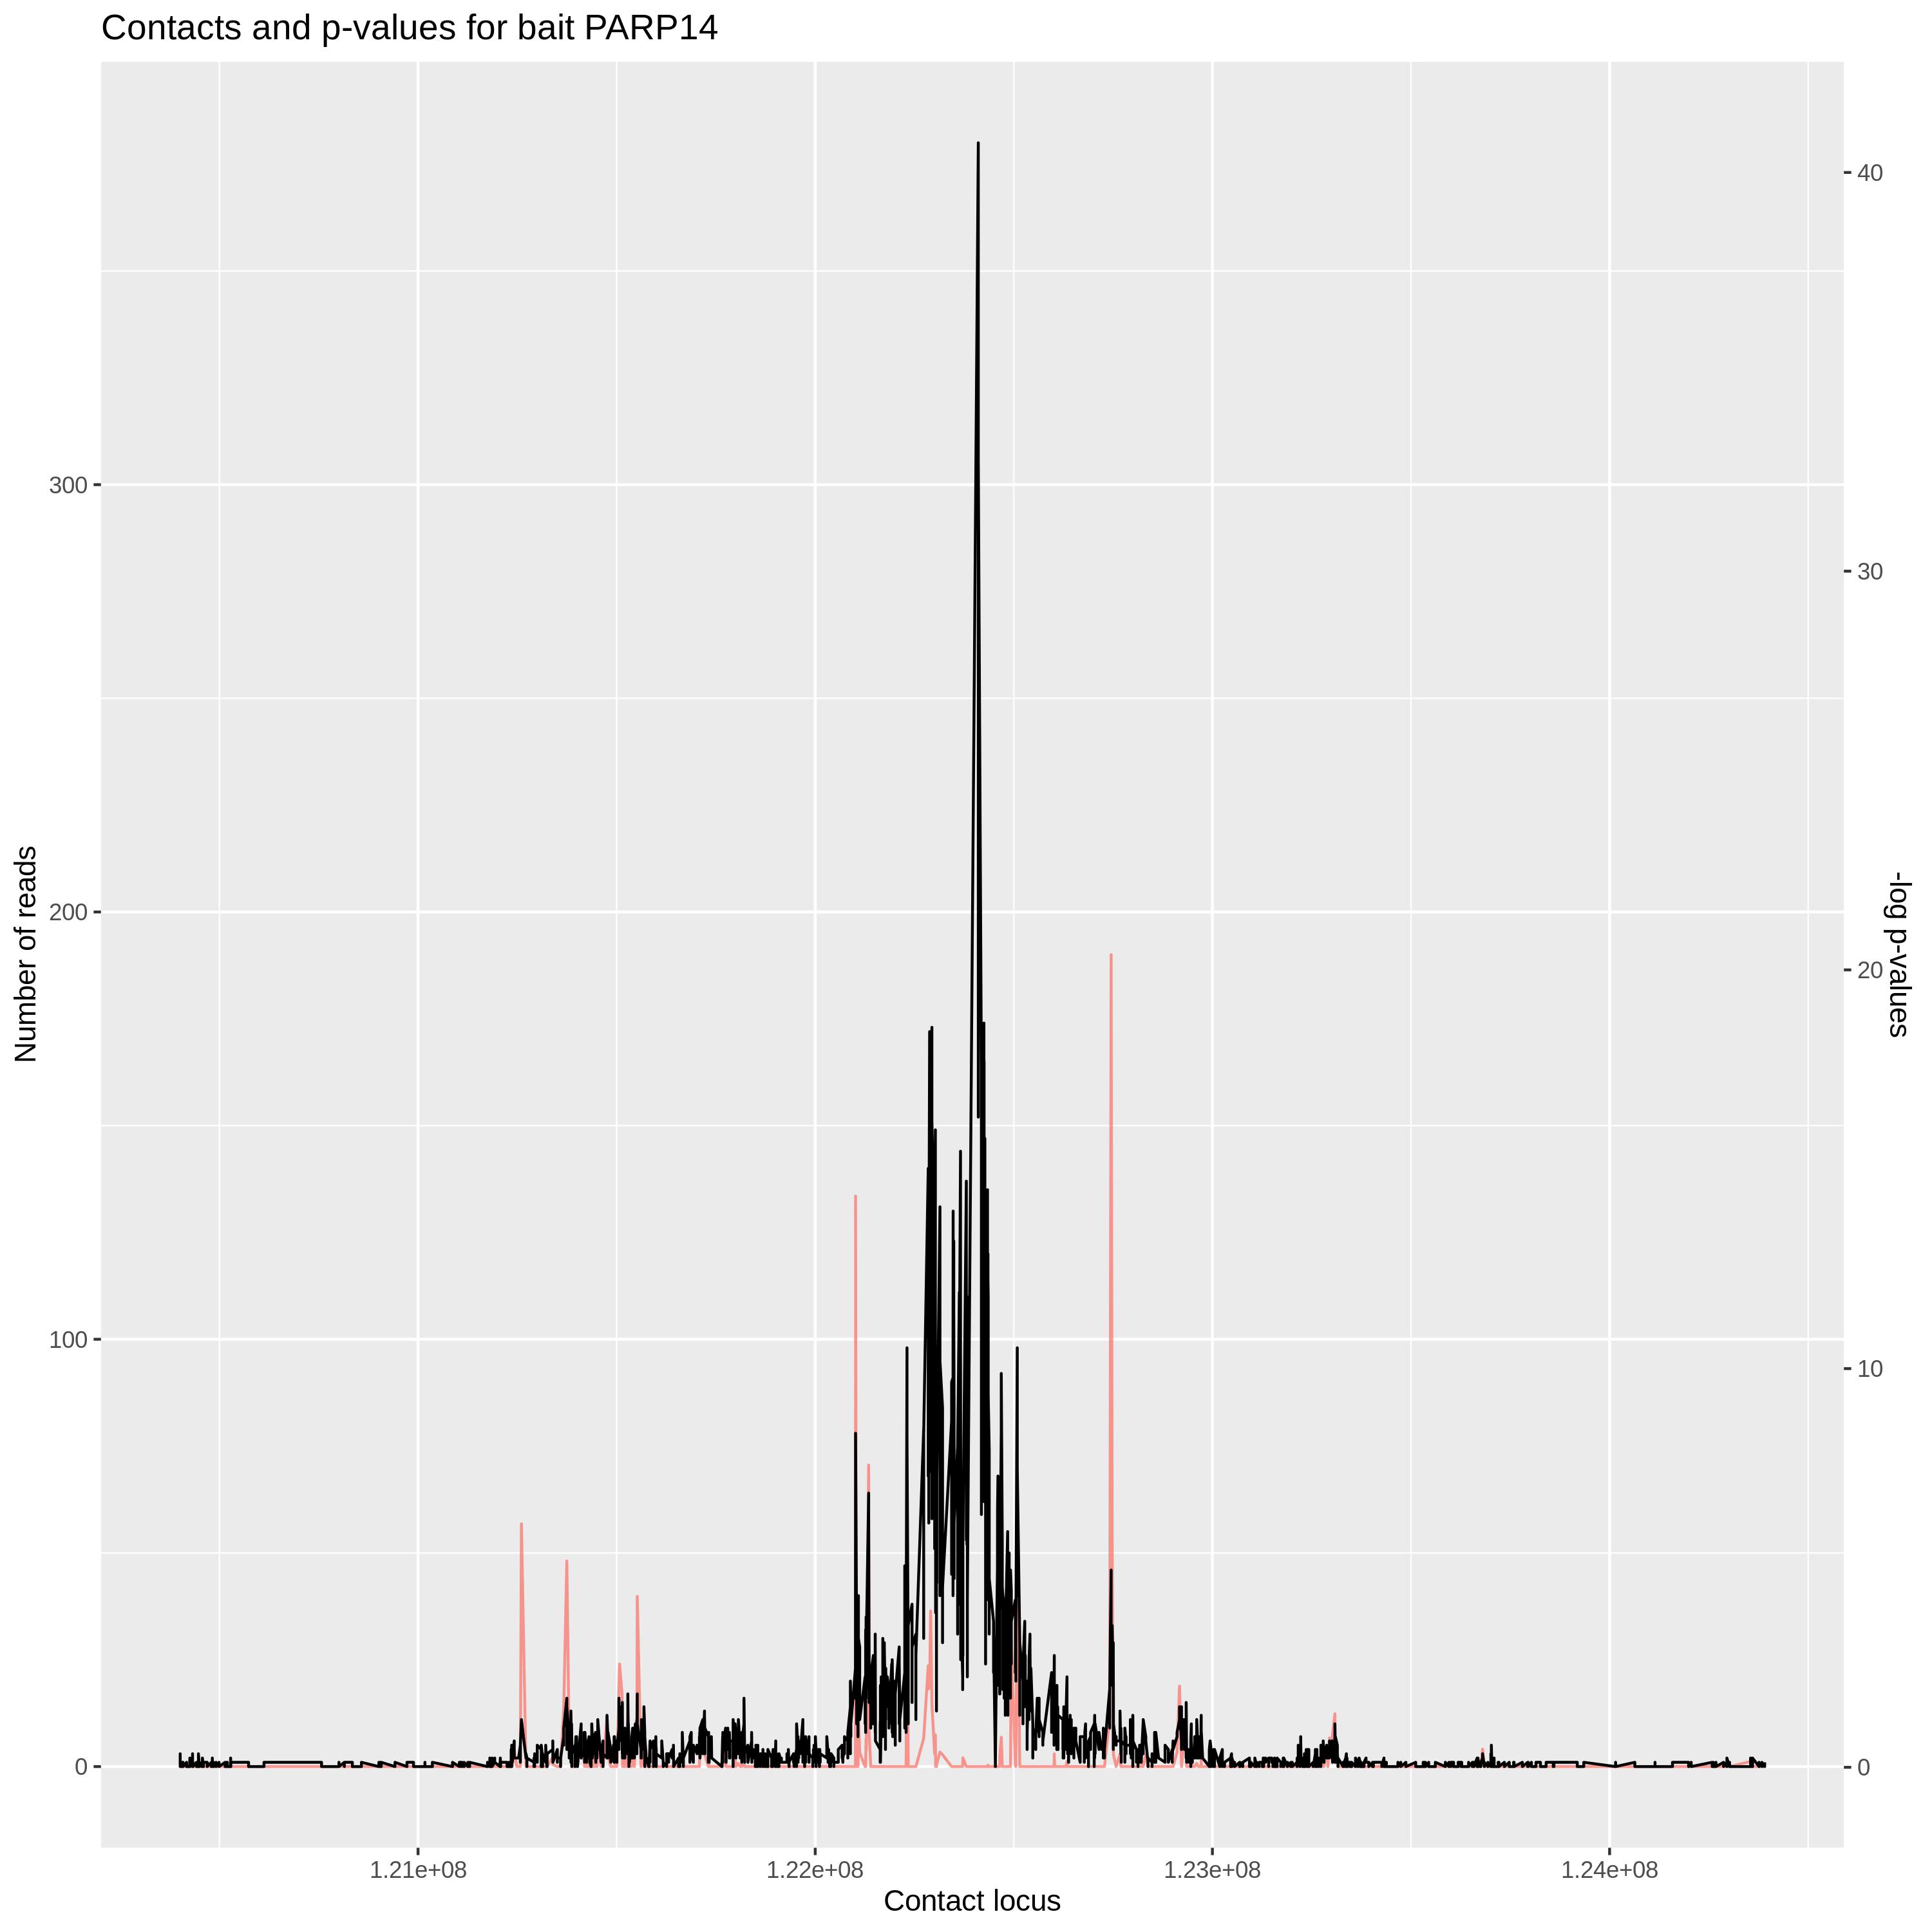 Contacts and p-values for bait PARP14
Number of reads
300
200
100
0
40
30
20
10
0
-log p-values
1.21e+08
1.22e+08
1.23e+08
1.24e+08
Contact locus